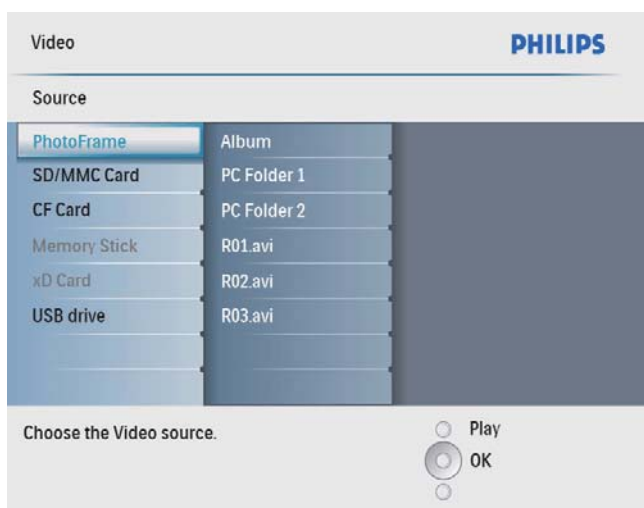 Video
PHILIPS
Source
PhotoFrame
Album
SD/MMC Card
PC Folder 1
CF Card
PC Folder 2
Memory Stick
R01.avi
xD Card
R02.avi
USB drive
R03.avi
Choose the Video source.
Play
OK